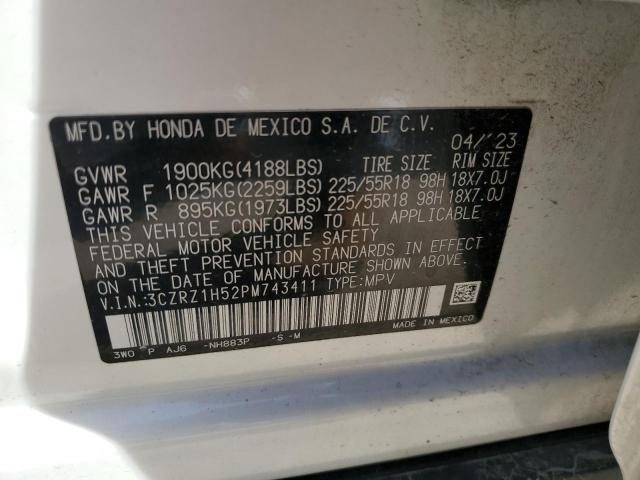 MFD.BY HONDA DE MEXICO S.A. DE C.V. 04/'23
GVWR 1900KG(4188LBS) TIRE SIZE RIM SIZE
GAWR F 1025KG(2259LBS) 225/55R18 98H 18X7.0J
GAWR R 895KG(1973LBS) 225/55R18 98H 18X7.0J
THIS VEHICLE CONFORMS TO ALL APPLICABLE
FEDERAL MOTOR VEHICLE SAFETY
AND THEFT PREVENTION STANDARDS IN EFFECT
ON THE DATE OF MANUFACTURE SHOWN ABOVE.
V.I.N.:3CZRZ1H52PM743411 TYPE:MPV
3W0 P AJ6 -NH883P -S -M MADE IN MEXICO